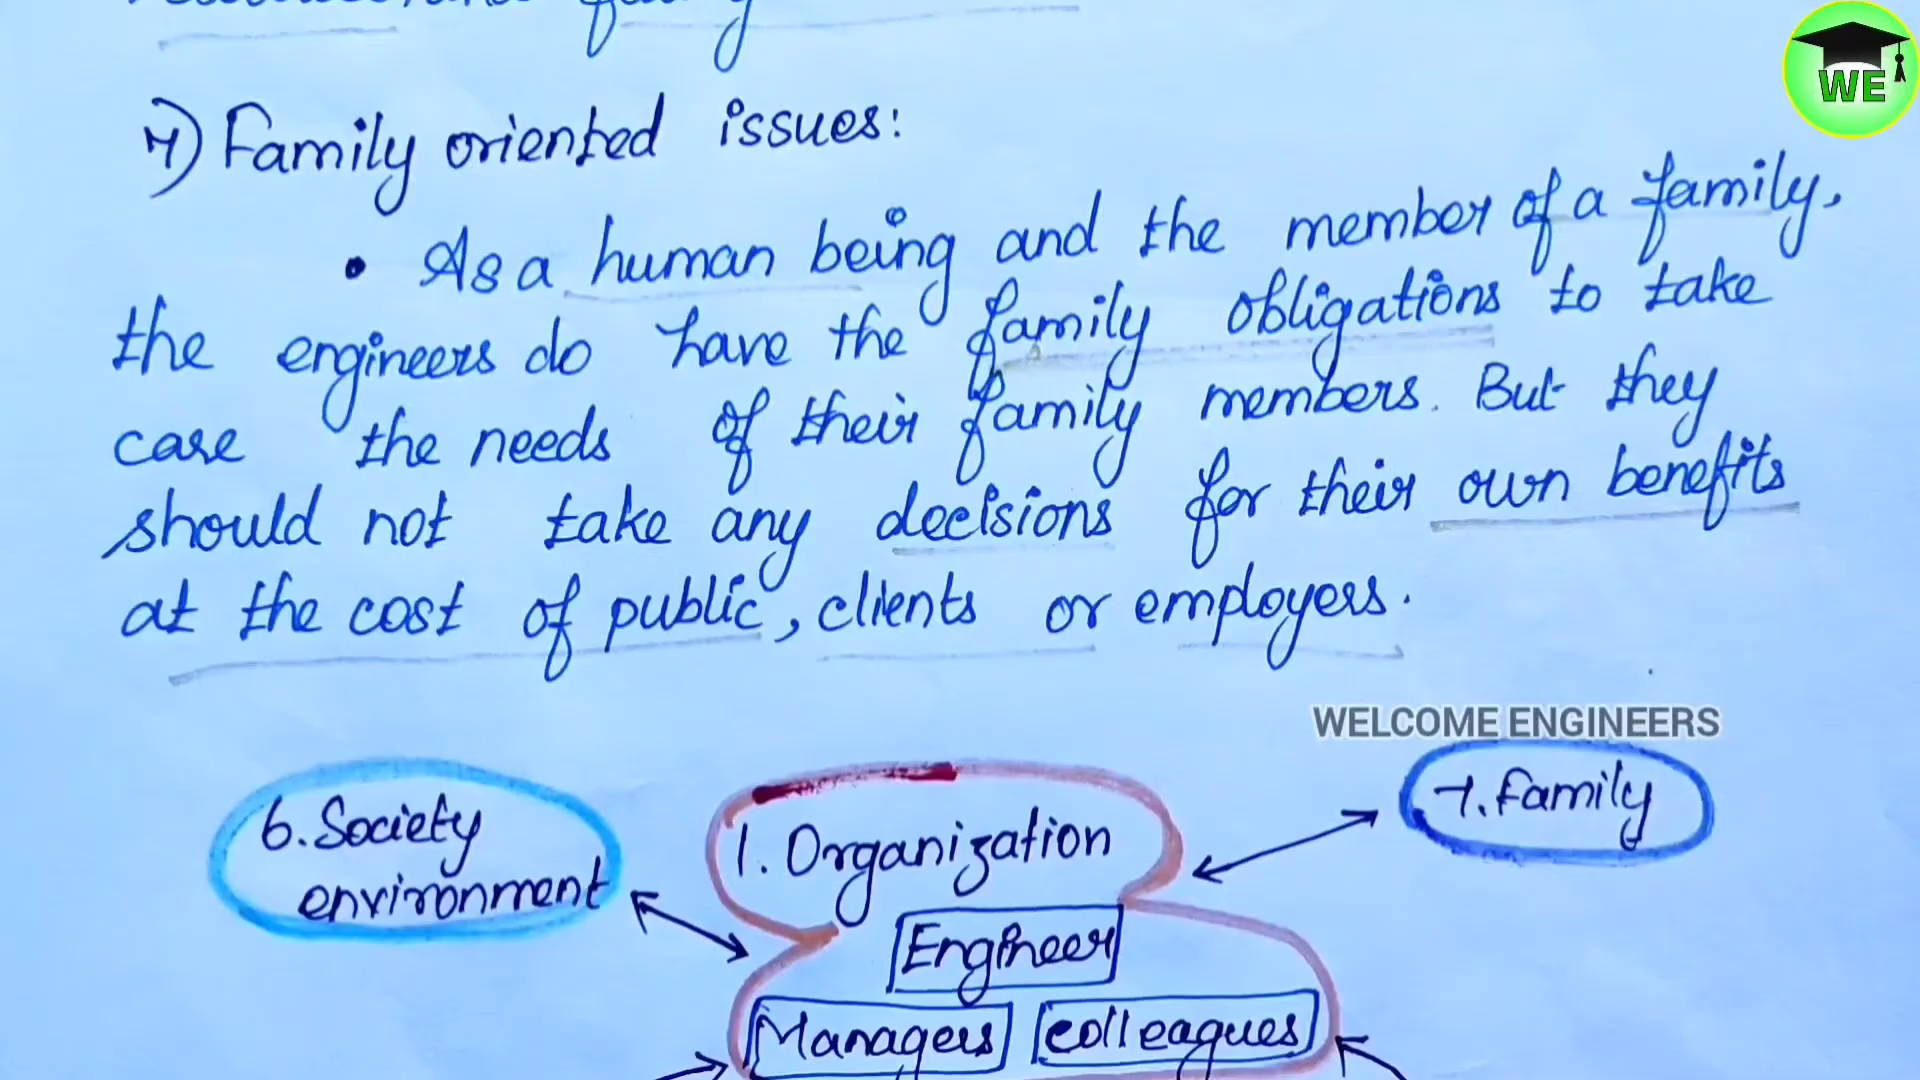 WE
7) Family oriented issues:
• As a human being and the member of a family,
the engineers do have the family obligations to take
case the needs of their family members. But they
should not take any decisions for their own benefits
at the cost of public, clients or employers.
WELCOME ENGINEERS
6. Society
environment
1. Organization
7. Family
Engineer
Managers
colleagues